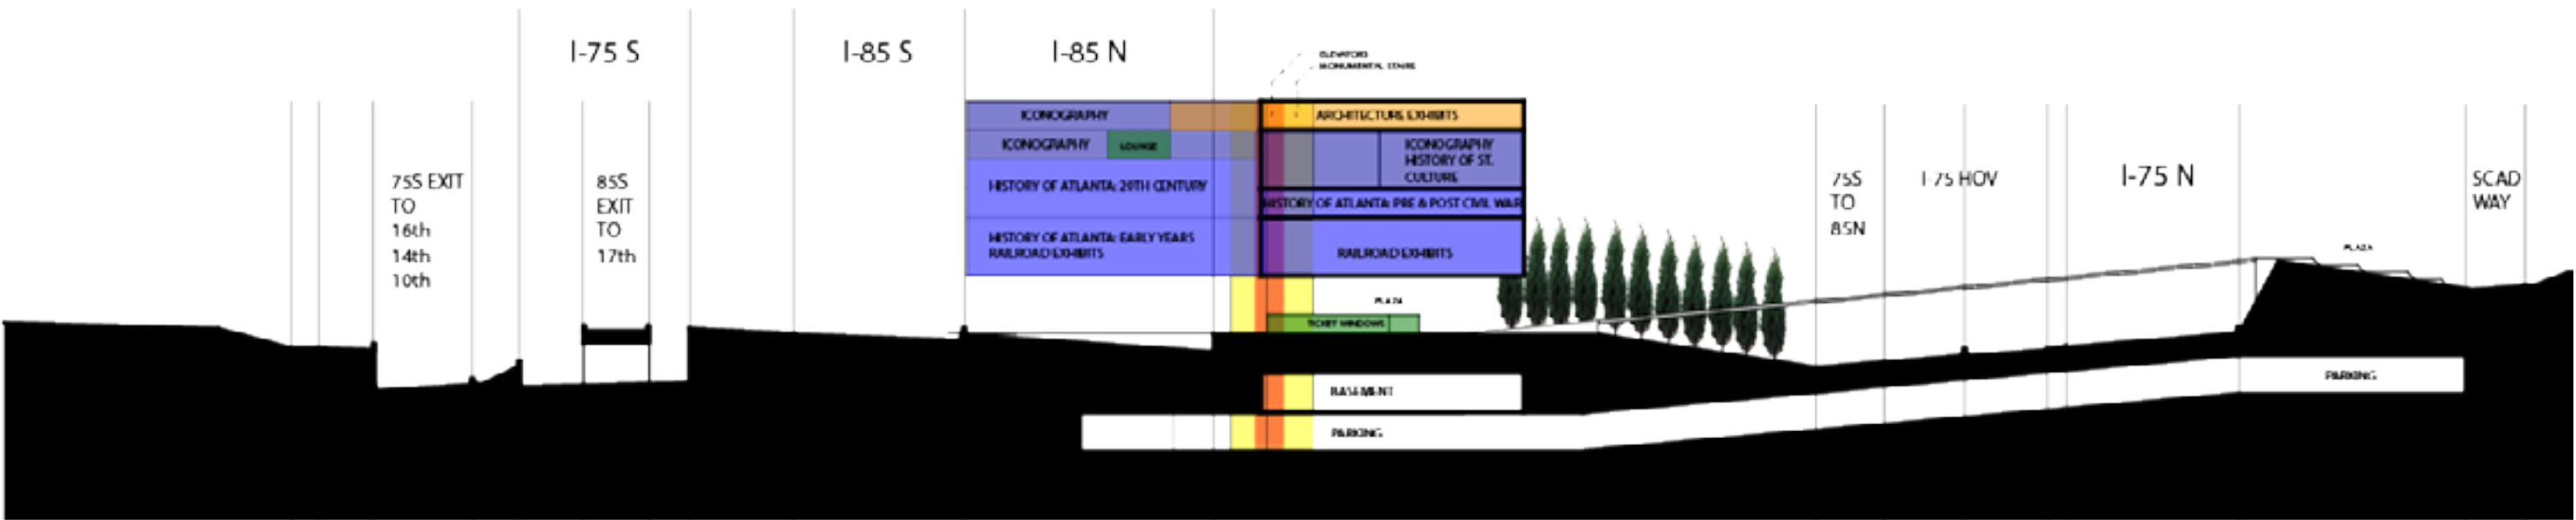 I-75 S
I-85 S
I-85 N
ELEVATORS
MONUMENTAL STAIRS
ICONOGRAPHY
ARCHITECTURE EXHIBITS
ICONOGRAPHY
LOUNGE
ICONOGRAPHY
HISTORY OF ST.
CULTURE
HISTORY OF ATLANTA: 20TH CENTURY
HISTORY OF ATLANTA: PRE & POST CIVIL WAR
HISTORY OF ATLANTA: EARLY YEARS
RAILROAD EXHIBITS
RAILROAD EXHIBITS
75S EXIT
TO
16th
14th
10th
85S
EXIT
TO
17th
75S
TO
85N
I-75 HOV
I-75 N
SCAD
WAY
PLAZA
PLAZA
TICKET WINDOWS
BASEMENT
PARKING
PARKING